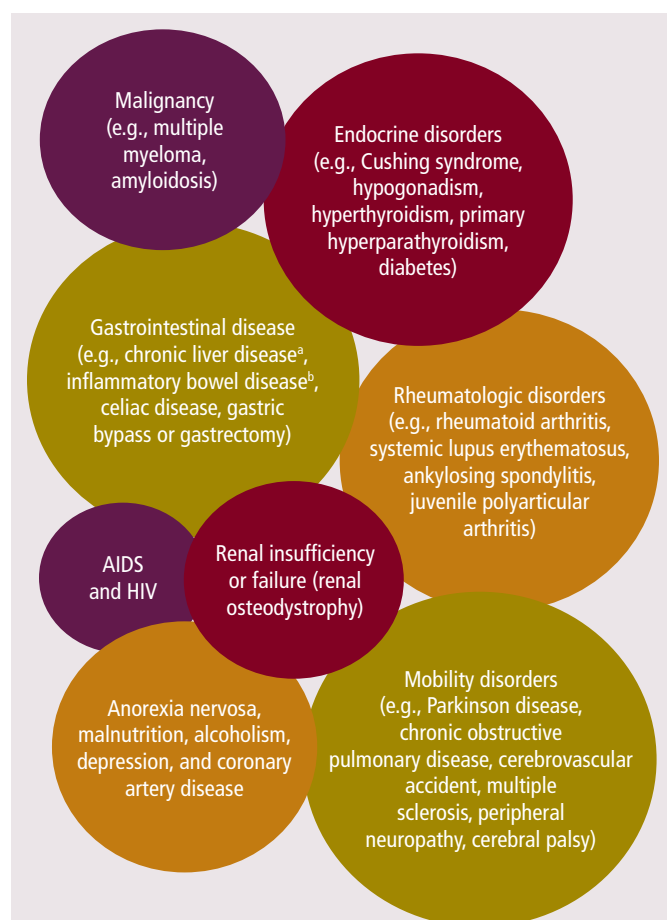 Malignancy
(e.g., multiple
myeloma,
amyloidosis)
Endocrine disorders
(e.g., Cushing syndrome,
hypogonadism,
hyperthyroidism, primary
hyperparathyroidism,
diabetes)
Gastrointestinal disease
(e.g., chronic liver diseaseᵃ,
inflammatory bowel diseaseᵇ,
celiac disease, gastric
bypass or gastrectomy)
Rheumatologic disorders
(e.g., rheumatoid arthritis,
systemic lupus erythematosus,
ankylosing spondylitis,
juvenile polyarticular
arthritis)
AIDS
and HIV
Renal insufficiency
or failure (renal
osteodystrophy)
Anorexia nervosa,
malnutrition, alcoholism,
depression, and coronary
artery disease
Mobility disorders
(e.g., Parkinson disease,
chronic obstructive
pulmonary disease, cerebrovascular
accident, multiple
sclerosis, peripheral
neuropathy, cerebral palsy)